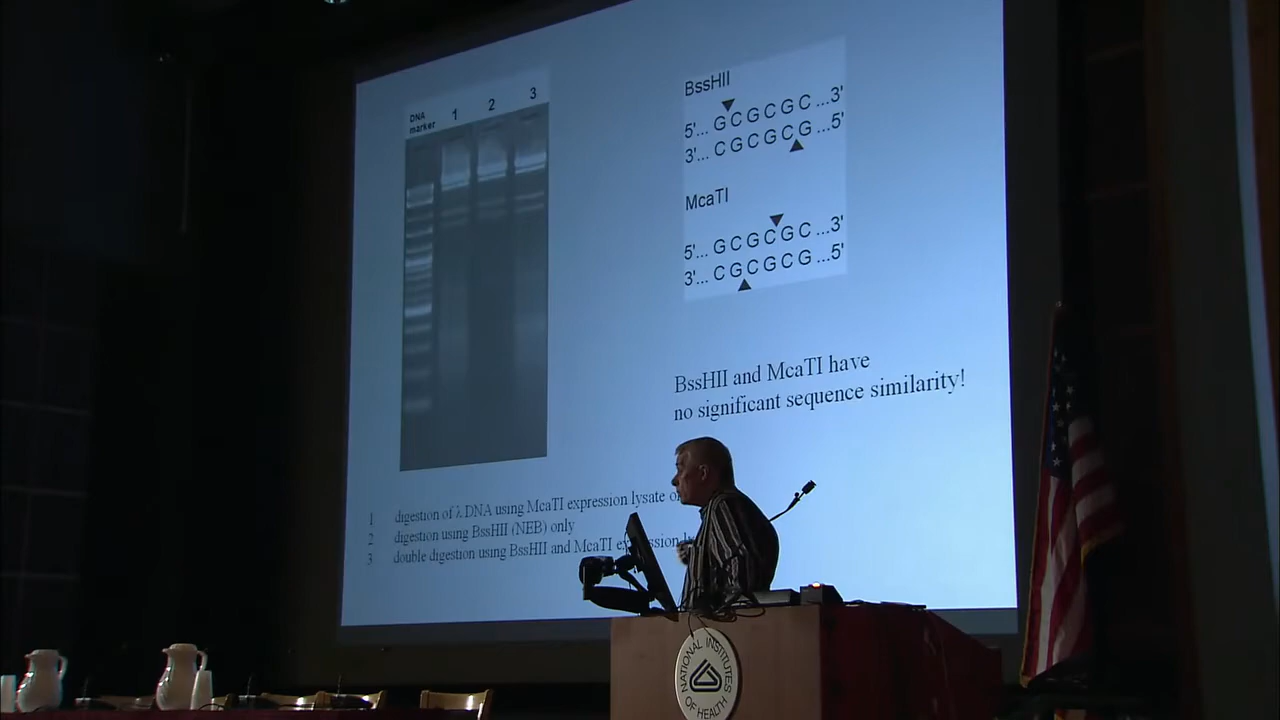 DNA
marker
1 2 3
BssHII
5'... GCGCGC ...3'
3'... CGCGCG ...5'
McaTI
5'... GCGCGC ...3'
3'... CGCGCG ...5'
BssHII and McaTI have
no significant sequence similarity!
1 digestion of λ DNA using McaTI expression lysate
2 digestion using BssHII (NEB) only
3 double digestion using BssHII and McaTI
NATIONAL INSTITUTES
OF HEALTH